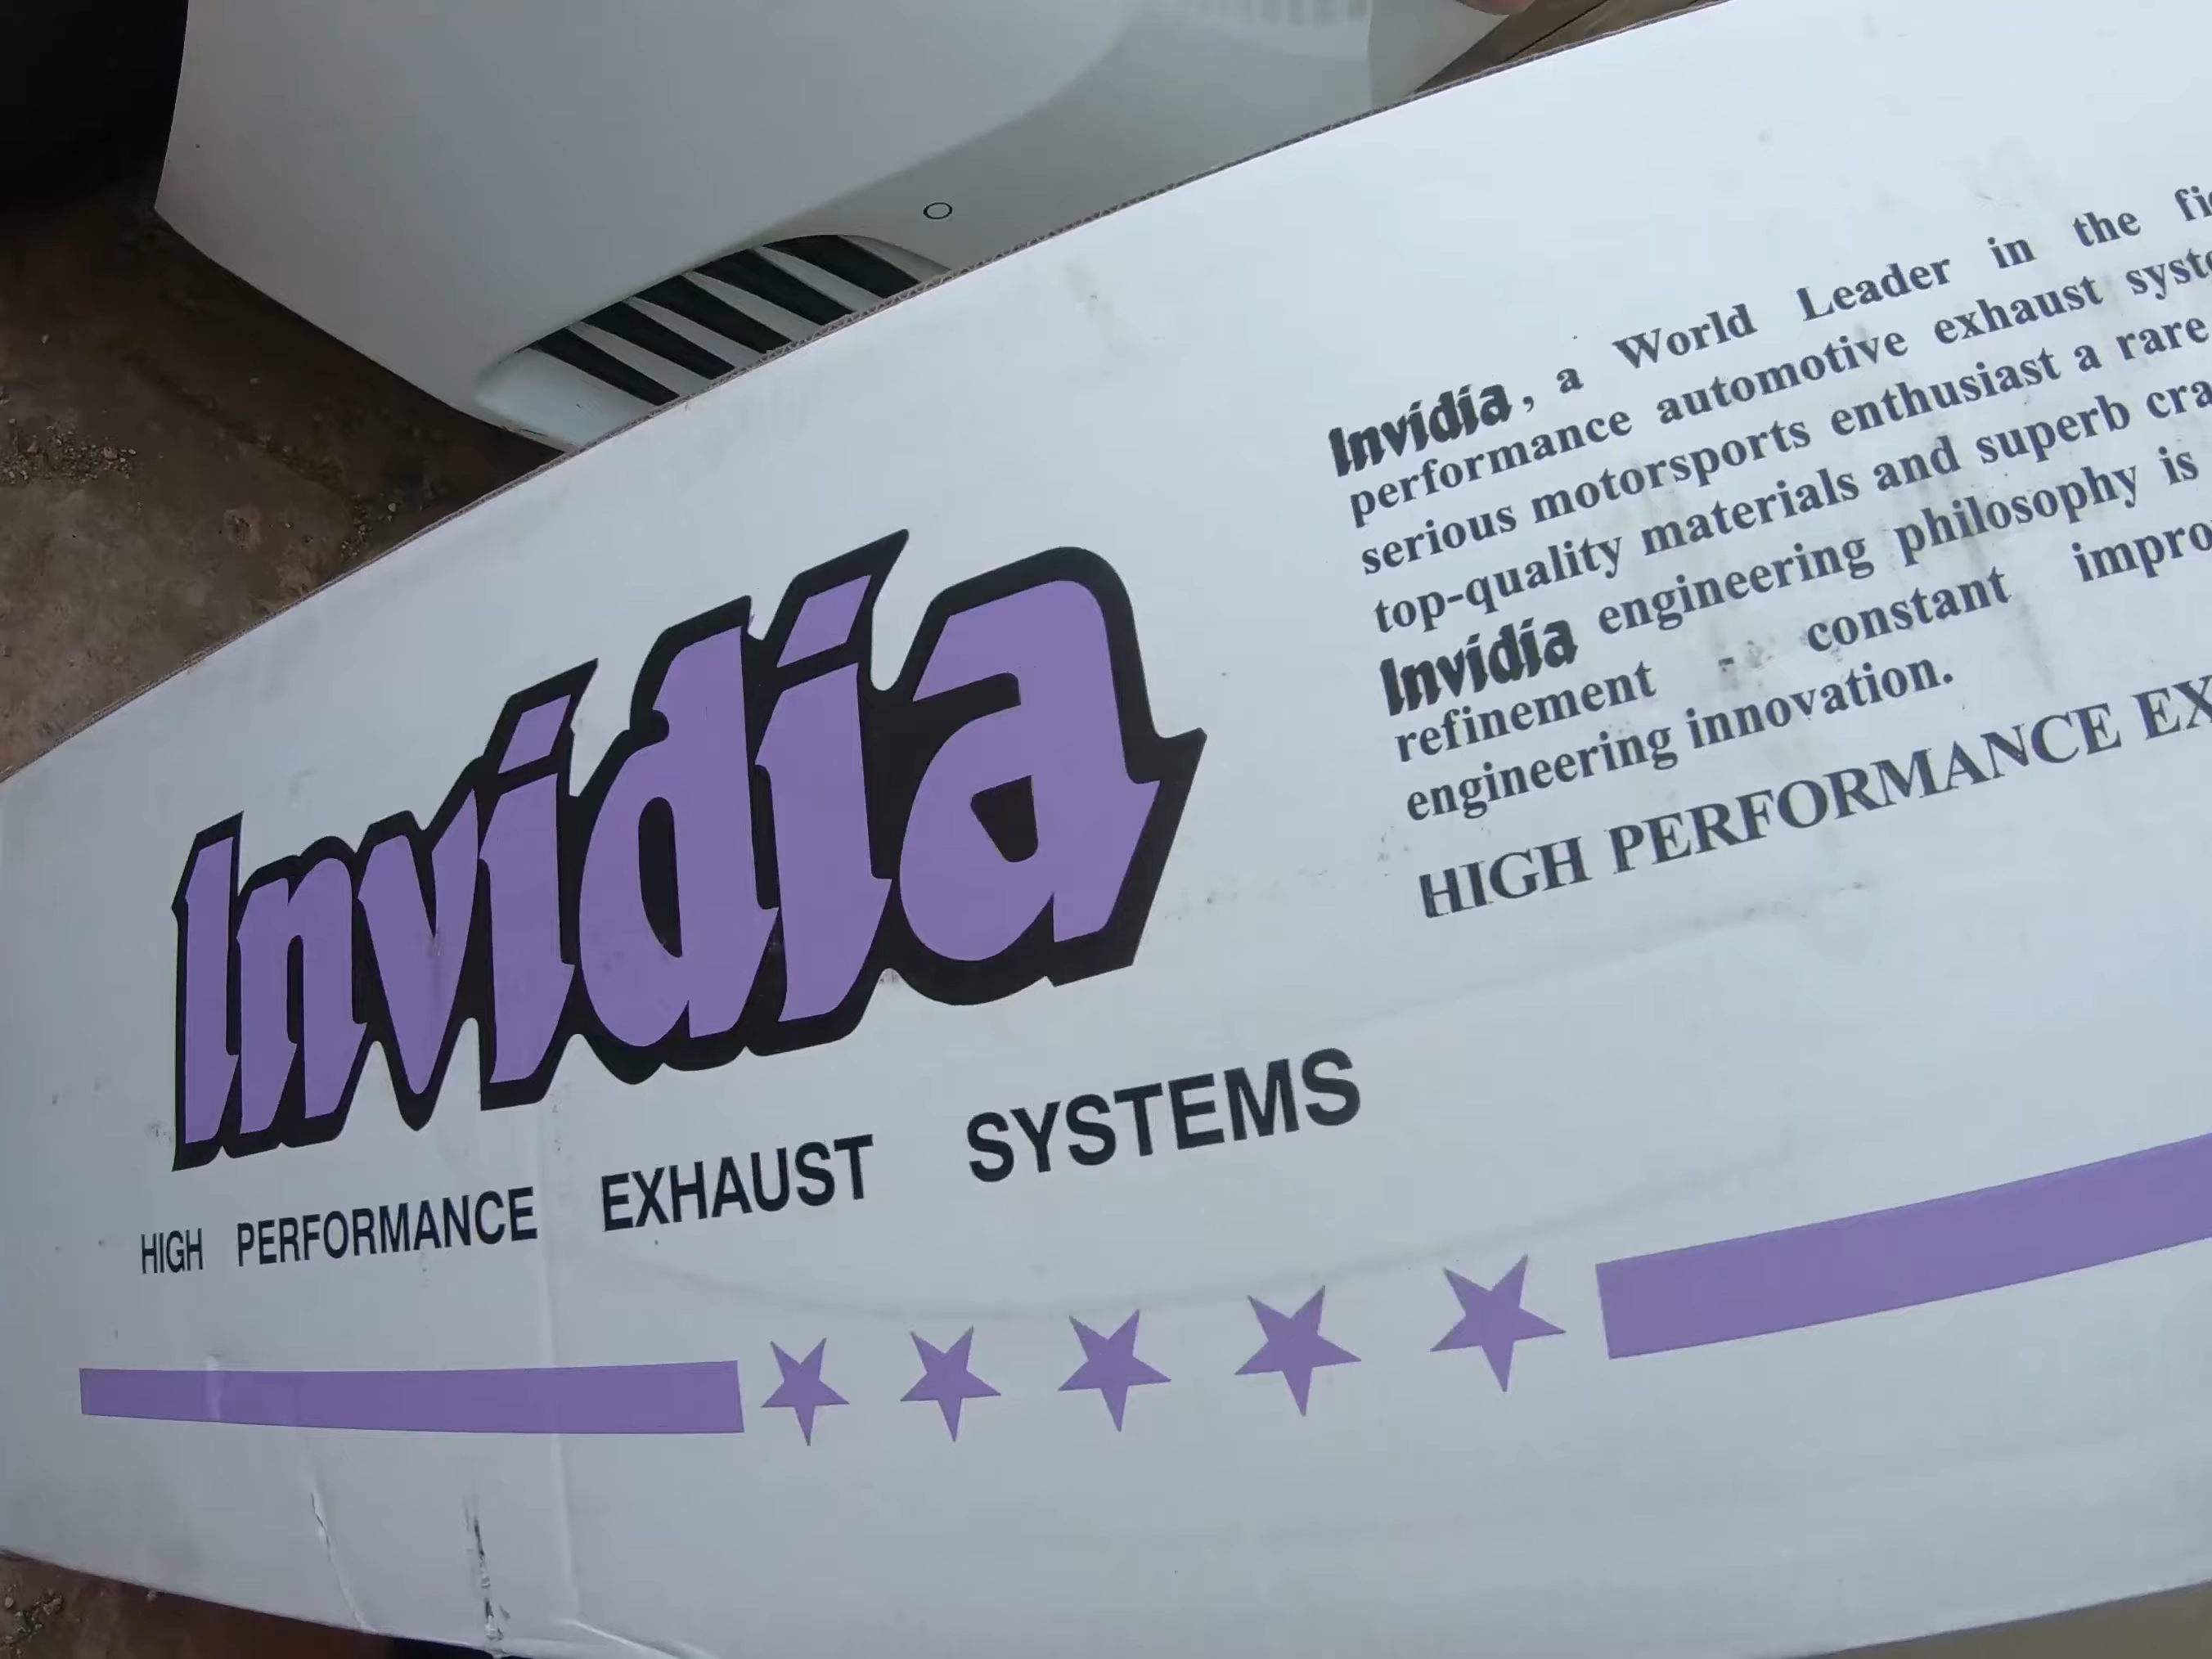 Invidia
HIGH PERFORMANCE EXHAUST SYSTEMS
Invidia, a World Leader in the
performance automotive exhaust
serious motorsports enthusiast a rare
top-quality materials and superb
Invidia engineering philosophy is
refinement - constant
engineering innovation.
HIGH PERFORMANCE